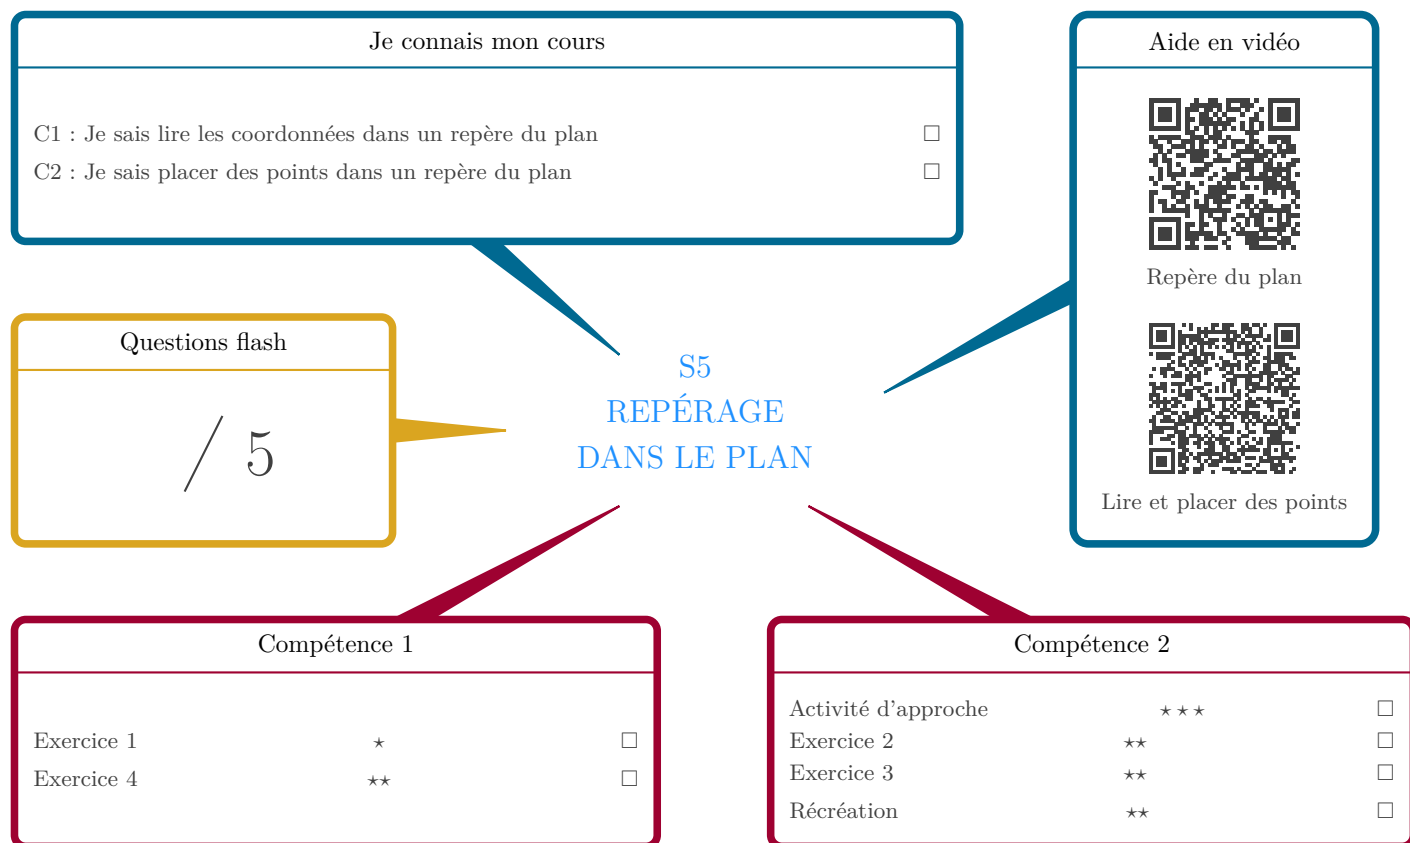 Je connais mon cours
C1 : Je sais lire les coordonnées dans un repère du plan □
C2 : Je sais placer des points dans un repère du plan □
Aide en vidéo
Repère du plan
Lire et placer des points
Questions flash
/ 5
S5
REPÉRAGE
DANS LE PLAN
Compétence 1
Exercice 1 ⋆ □
Exercice 4 ⋆⋆ □
Compétence 2
Activité d'approche ⋆ ⋆ ⋆ □
Exercice 2 ⋆⋆ □
Exercice 3 ⋆⋆ □
Récréation ⋆⋆ □